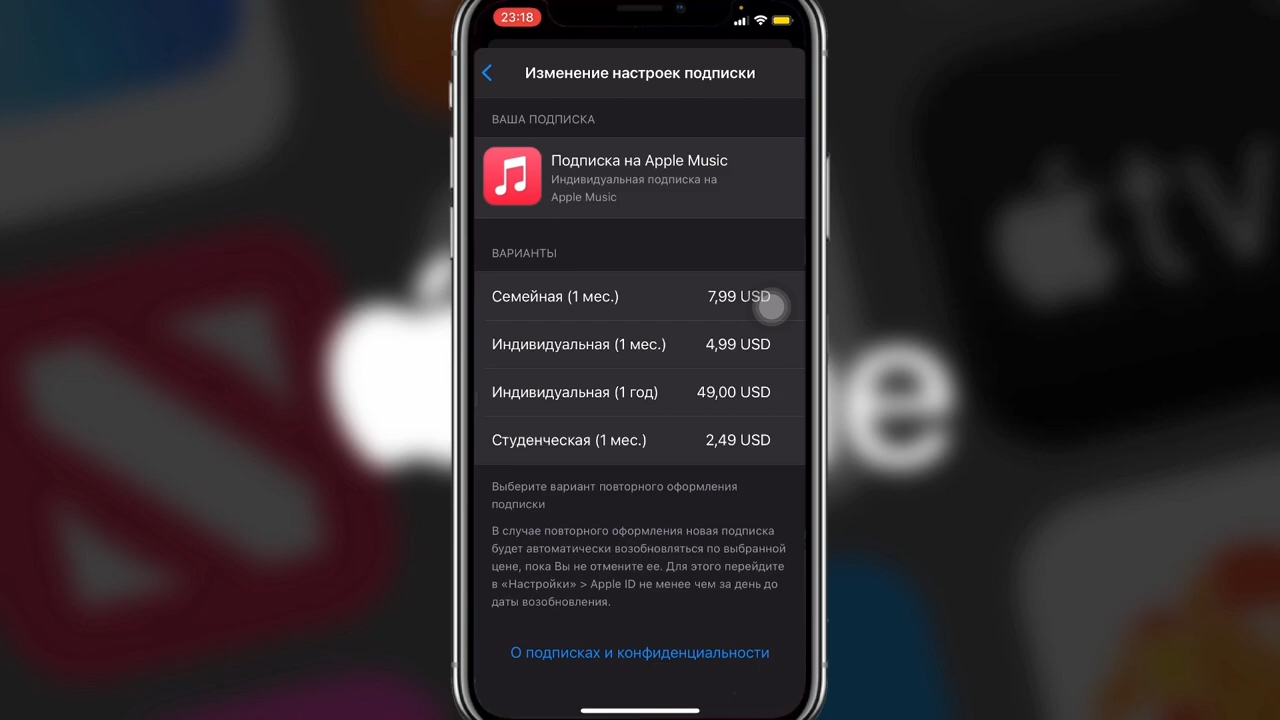 23:18
Изменение настроек подписки
ВАША ПОДПИСКА
Подписка на Apple Music
Индивидуальная подписка на
Apple Music
ВАРИАНТЫ
Семейная (1 мес.) 7,99 USD
Индивидуальная (1 мес.) 4,99 USD
Индивидуальная (1 год) 49,00 USD
Студенческая (1 мес.) 2,49 USD
Выберите вариант повторного оформления
подписки
В случае повторного оформления новая подписка
будет автоматически возобновляться по выбранной
цене, пока Вы не отмените ее. Для этого перейдите
в «Настройки» > Apple ID не менее чем за день до
даты возобновления.
О подписках и конфиденциальности
tv
e